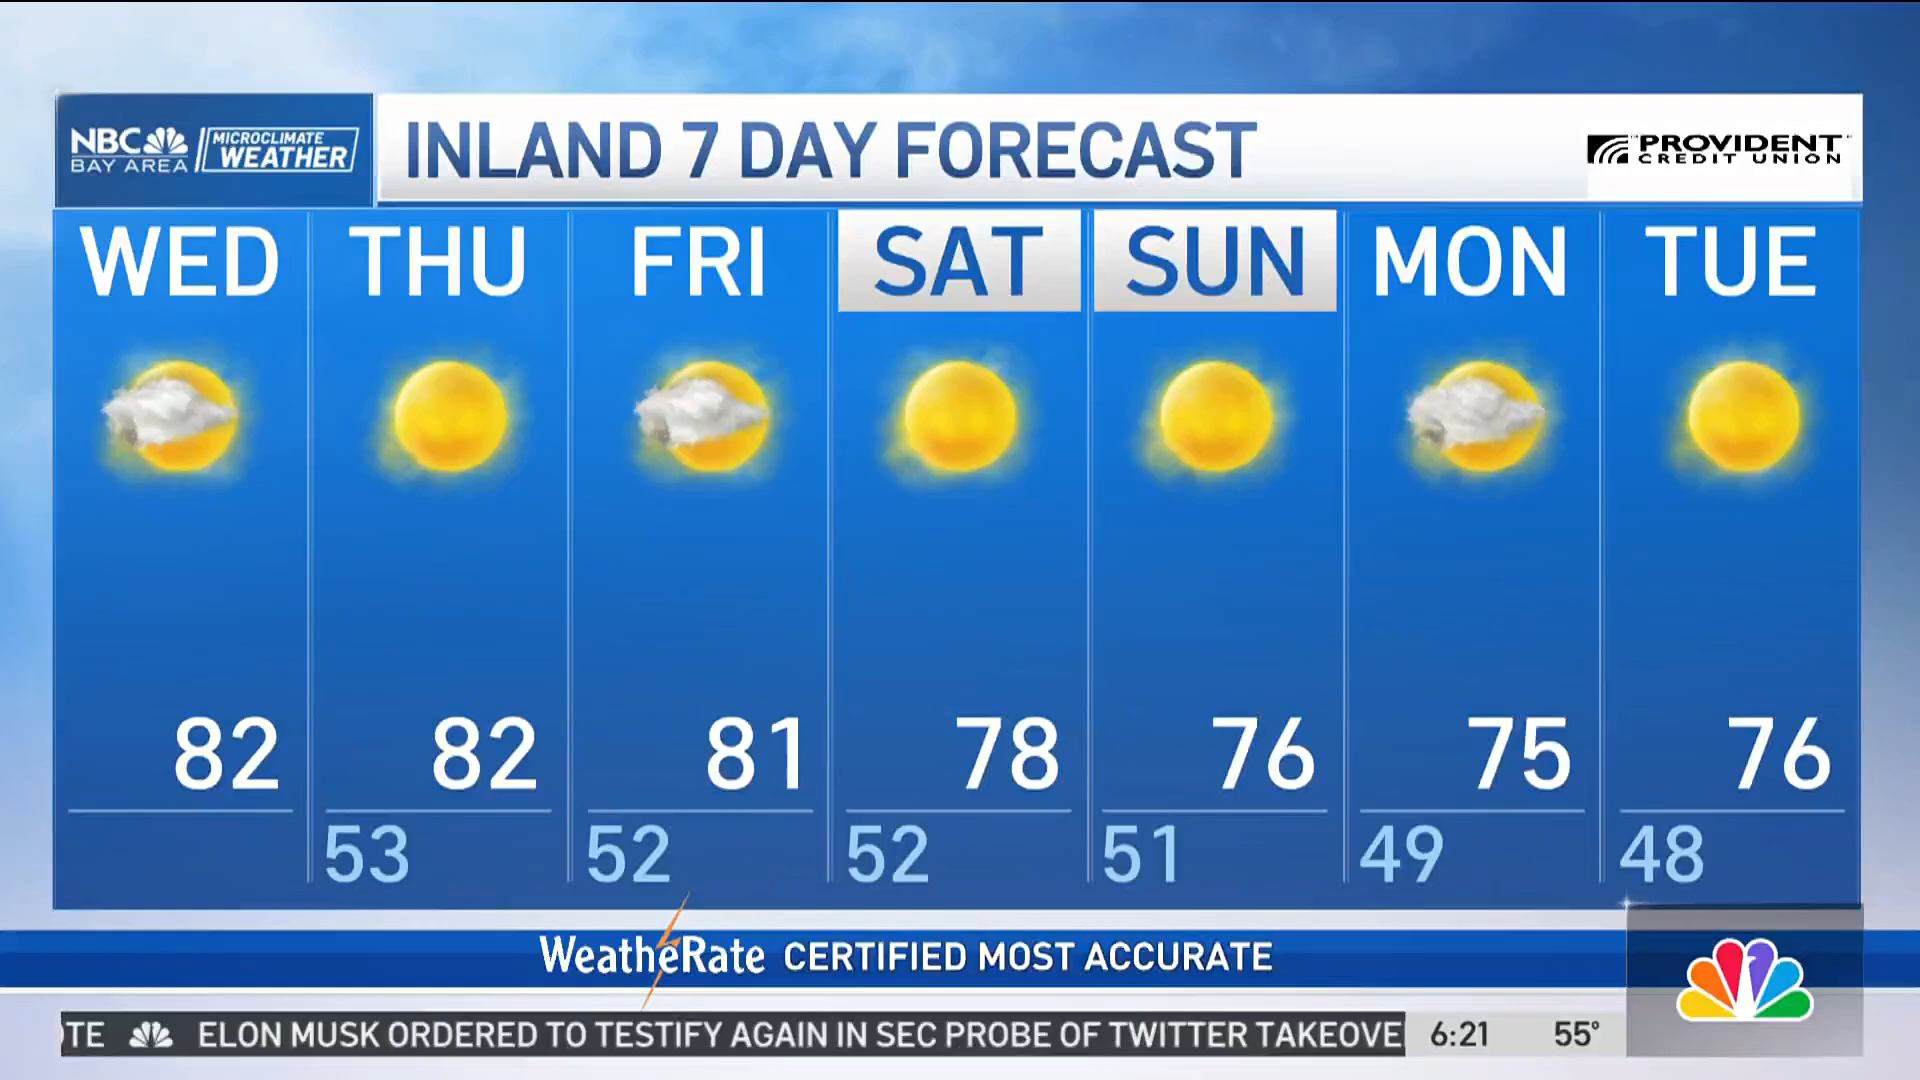 NBC
BAY AREA
MICROCLIMATE
WEATHER
INLAND 7 DAY FORECAST
PROVIDENT
CREDIT UNION
WED THU FRI SAT SUN MON TUE
82 82 81 78 76 75 76
53 52 52 51 49 48
WeatheRate CERTIFIED MOST ACCURATE
OTE ELON MUSK ORDERED TO TESTIFY AGAIN IN SEC PROBE OF TWITTER TAKEOVE 6:21 55°